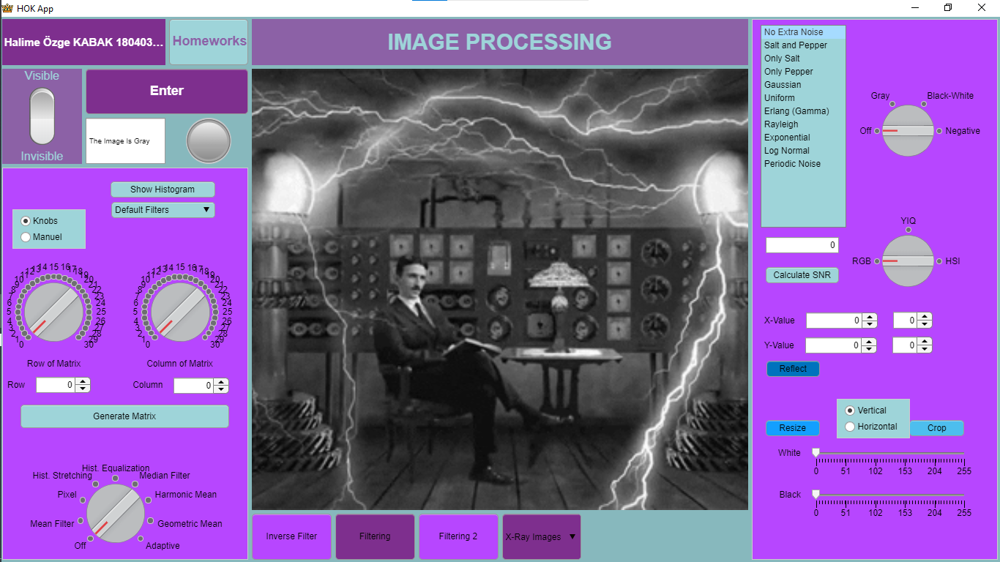 HOK App
Halime Özge KABAK 180403...
Homeworks
IMAGE PROCESSING
Visible
Invisible
Enter
The Image Is Gray
Show Histogram
Default Filters
Knobs
Manuel
0 1 2 3 4 5 6 7 8 9 10 11 12 13 14 15 16 17 18 19 20 21 22 23 24 25 26 27 28 29 30
Row of Matrix
0 1 2 3 4 5 6 7 8 9 10 11 12 13 14 15 16 17 18 19 20 21 22 23 24 25 26 27 28 29 30
Column of Matrix
Row 0
Column 0
Generate Matrix
Hist. Equalization
Hist. Stretching
Median Filter
Pixel
Harmonic Mean
Mean Filter
Geometric Mean
Off
Adaptive
Inverse Filter
Filtering
Filtering 2
X-Ray Images
No Extra Noise
Salt and Pepper
Only Salt
Only Pepper
Gaussian
Uniform
Erlang (Gamma)
Rayleigh
Exponential
Log Normal
Periodic Noise
Gray
Black-White
Off
Negative
0
Calculate SNR
YIQ
RGB
HSI
X-Value 0 0
Y-Value 0 0
Reflect
Resize
Vertical
Horizontal
Crop
White
0 51 102 153 204 255
Black
0 51 102 153 204 255